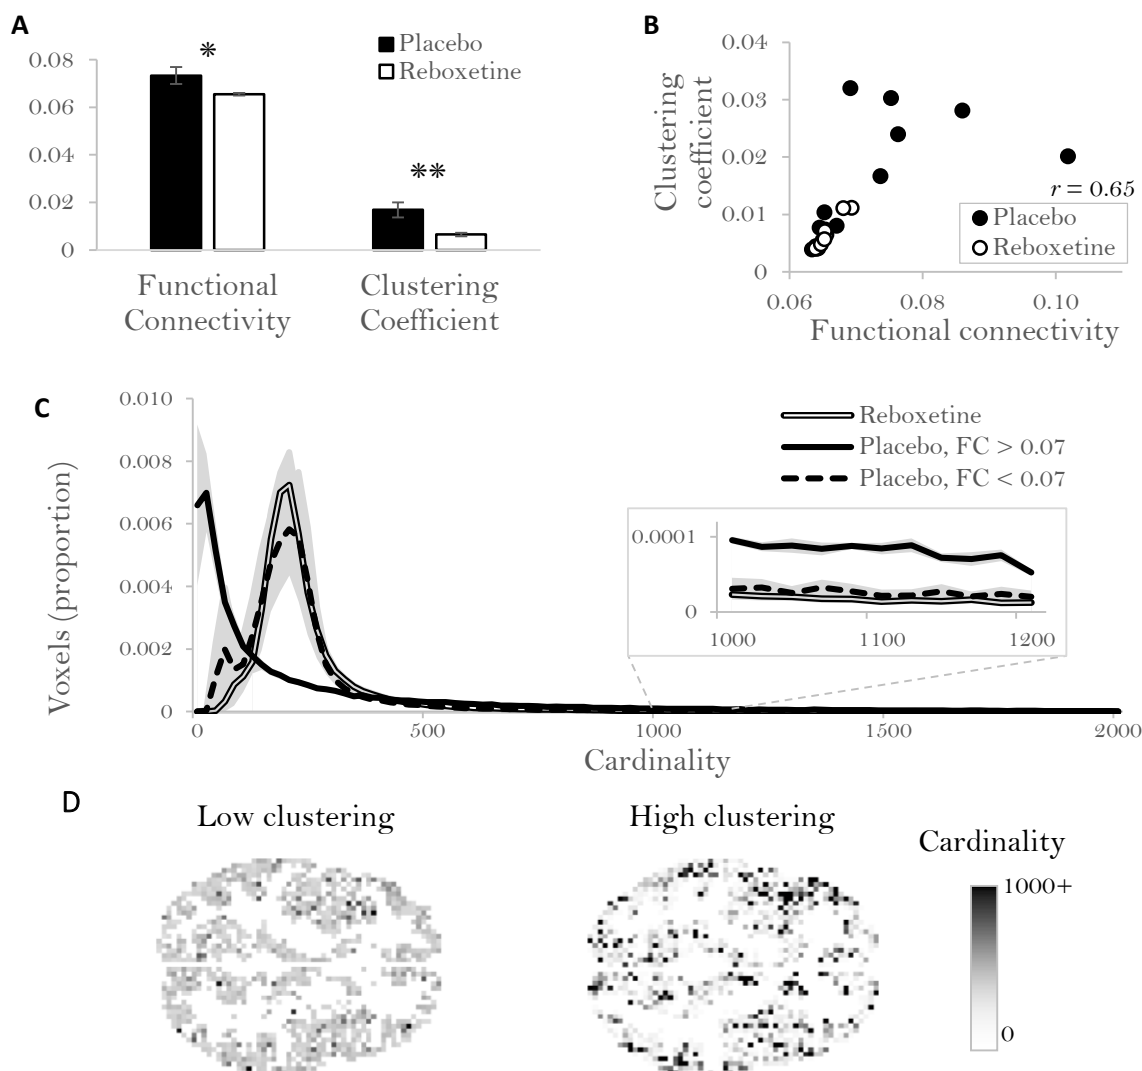 A
Placebo
Reboxetine
*
**
0.08
0.06
0.04
0.02
0
Functional
Connectivity
Clustering
Coefficient
B
Clustering
coefficient
0.04
0.03
0.02
0.01
0
r = 0.65
Placebo
Reboxetine
0.06
0.08
0.10
Functional connectivity
C
Voxels (proportion)
0.010
0.008
0.006
0.004
0.002
0
Reboxetine
Placebo, FC > 0.07
Placebo, FC < 0.07
0.0001
0
1000
1100
1200
0
500
1000
1500
2000
Cardinality
D
Low clustering
High clustering
Cardinality
1000+
0